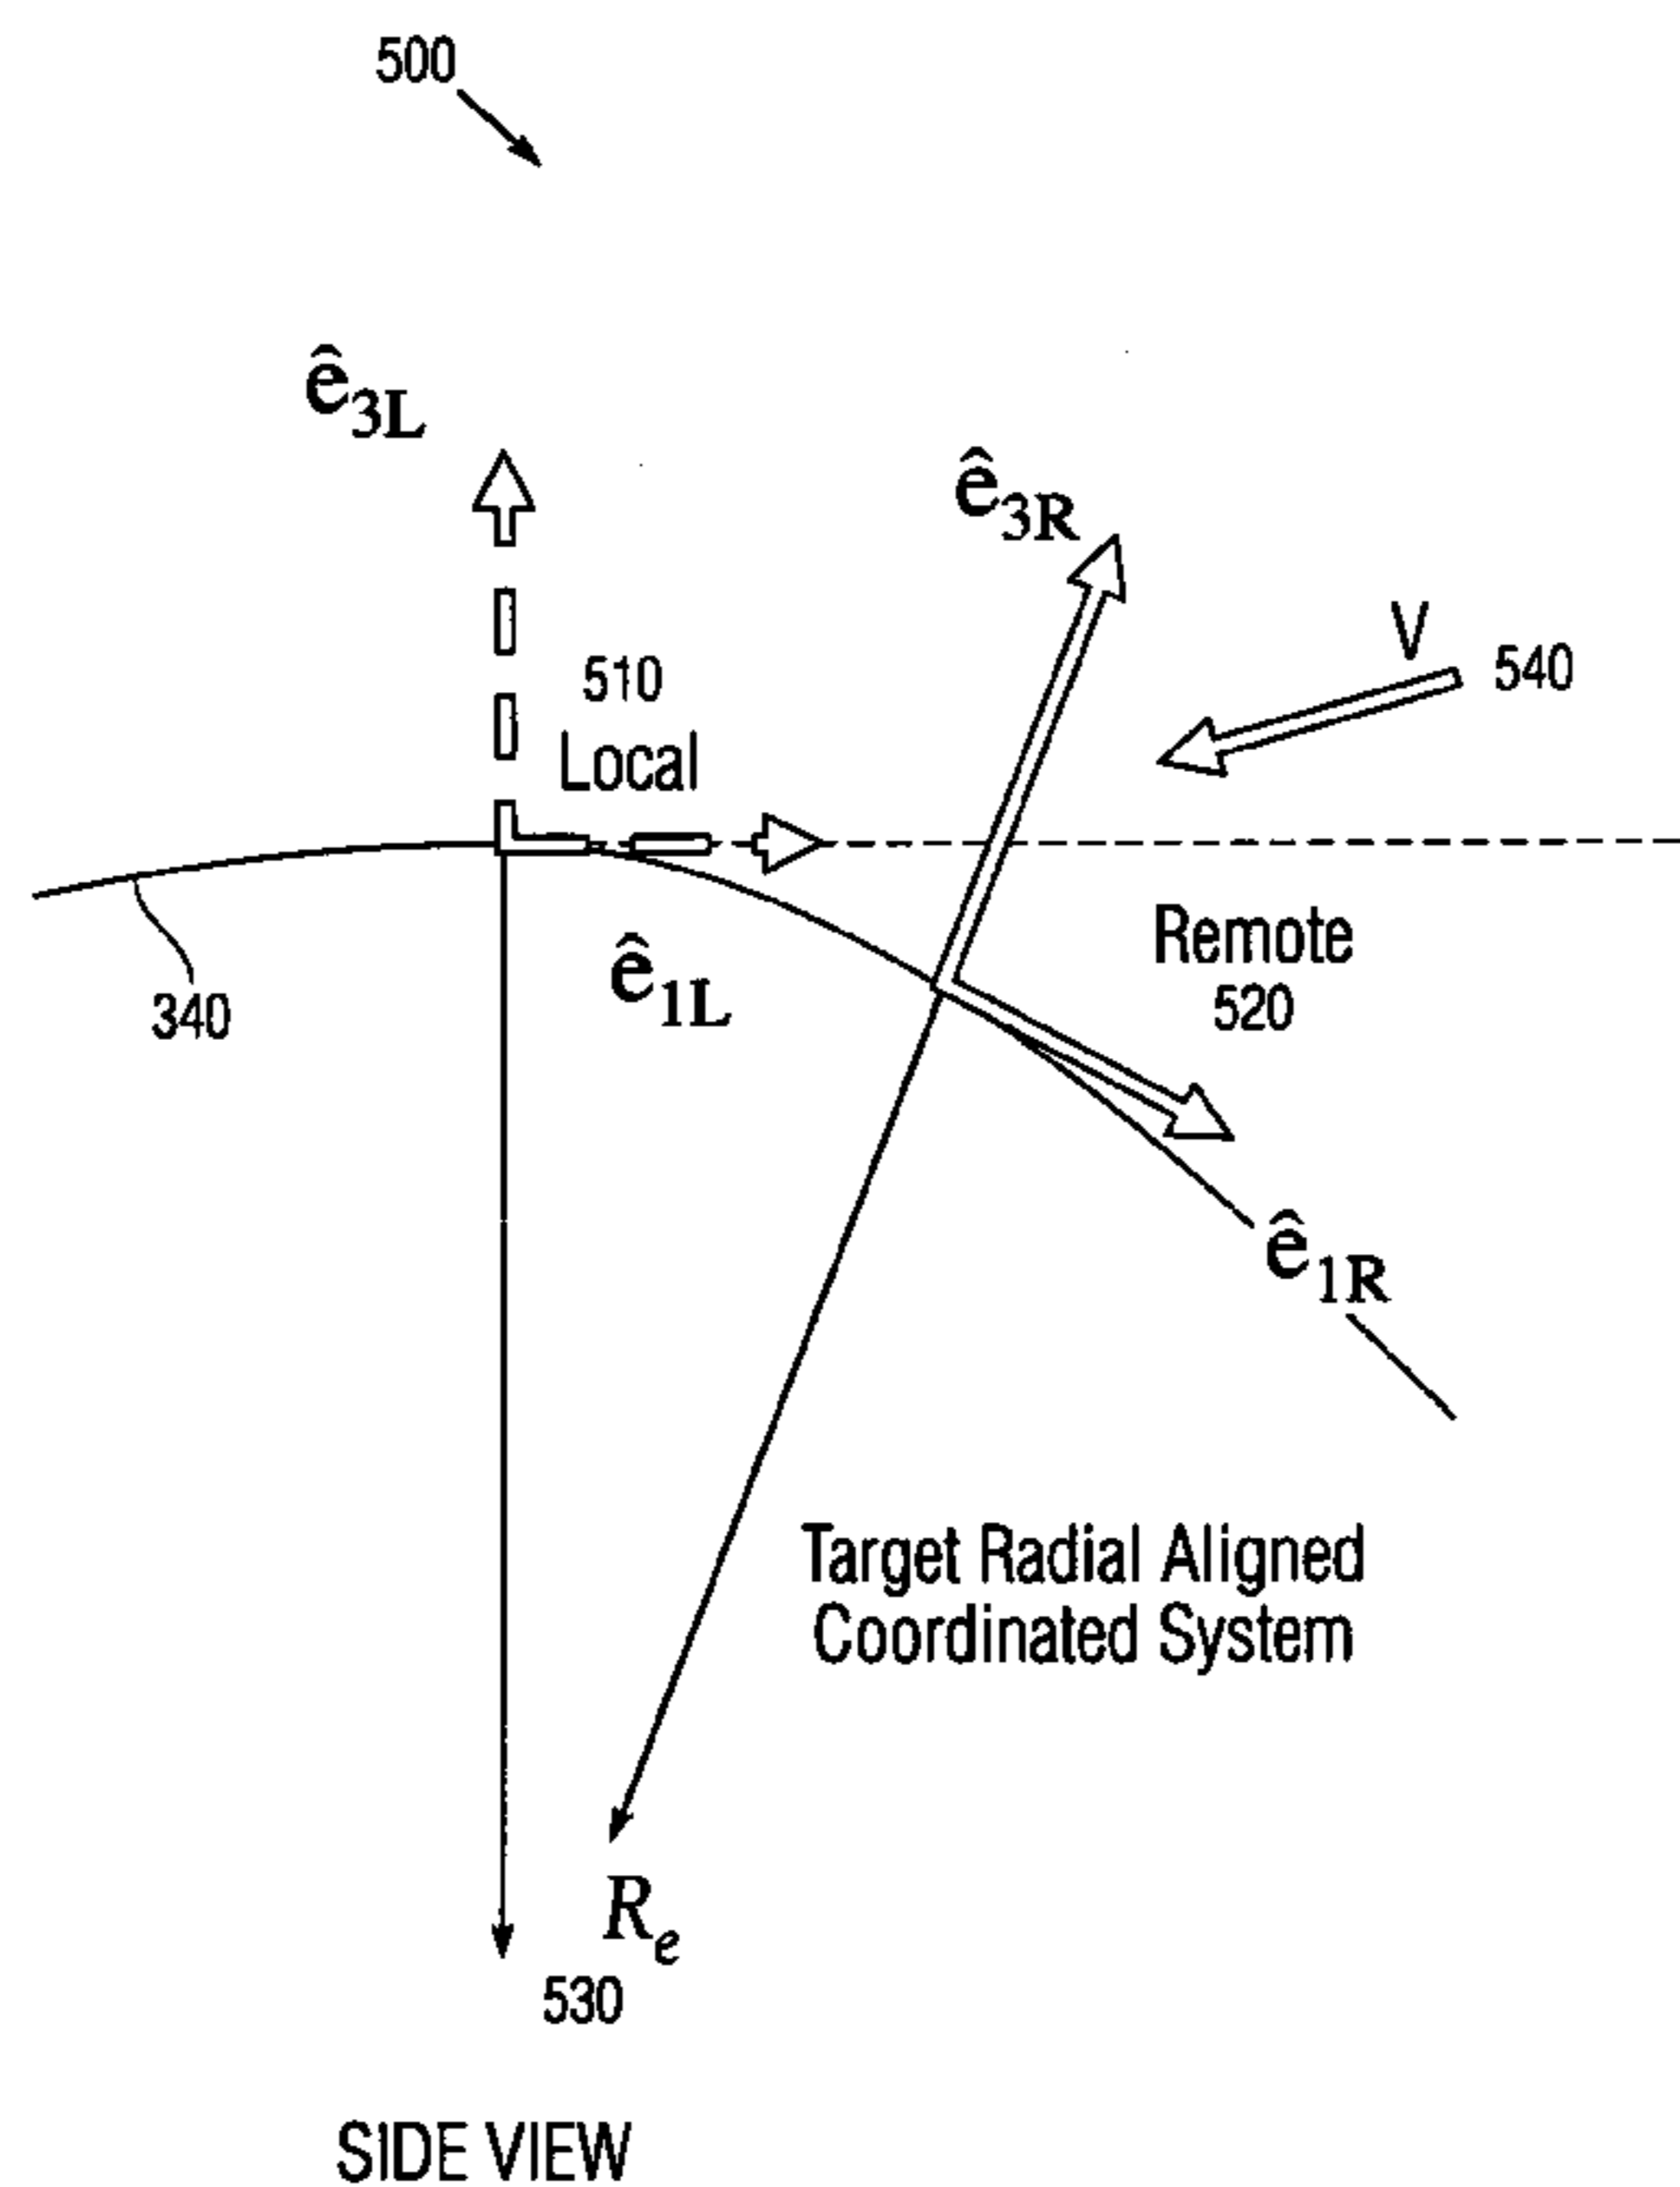 500
ê3L
ê3R
V
540
510
Local
Remote
520
ê1L
340
ê1R
Target Radial Aligned
Coordinated System
Re
530
SIDE VIEW